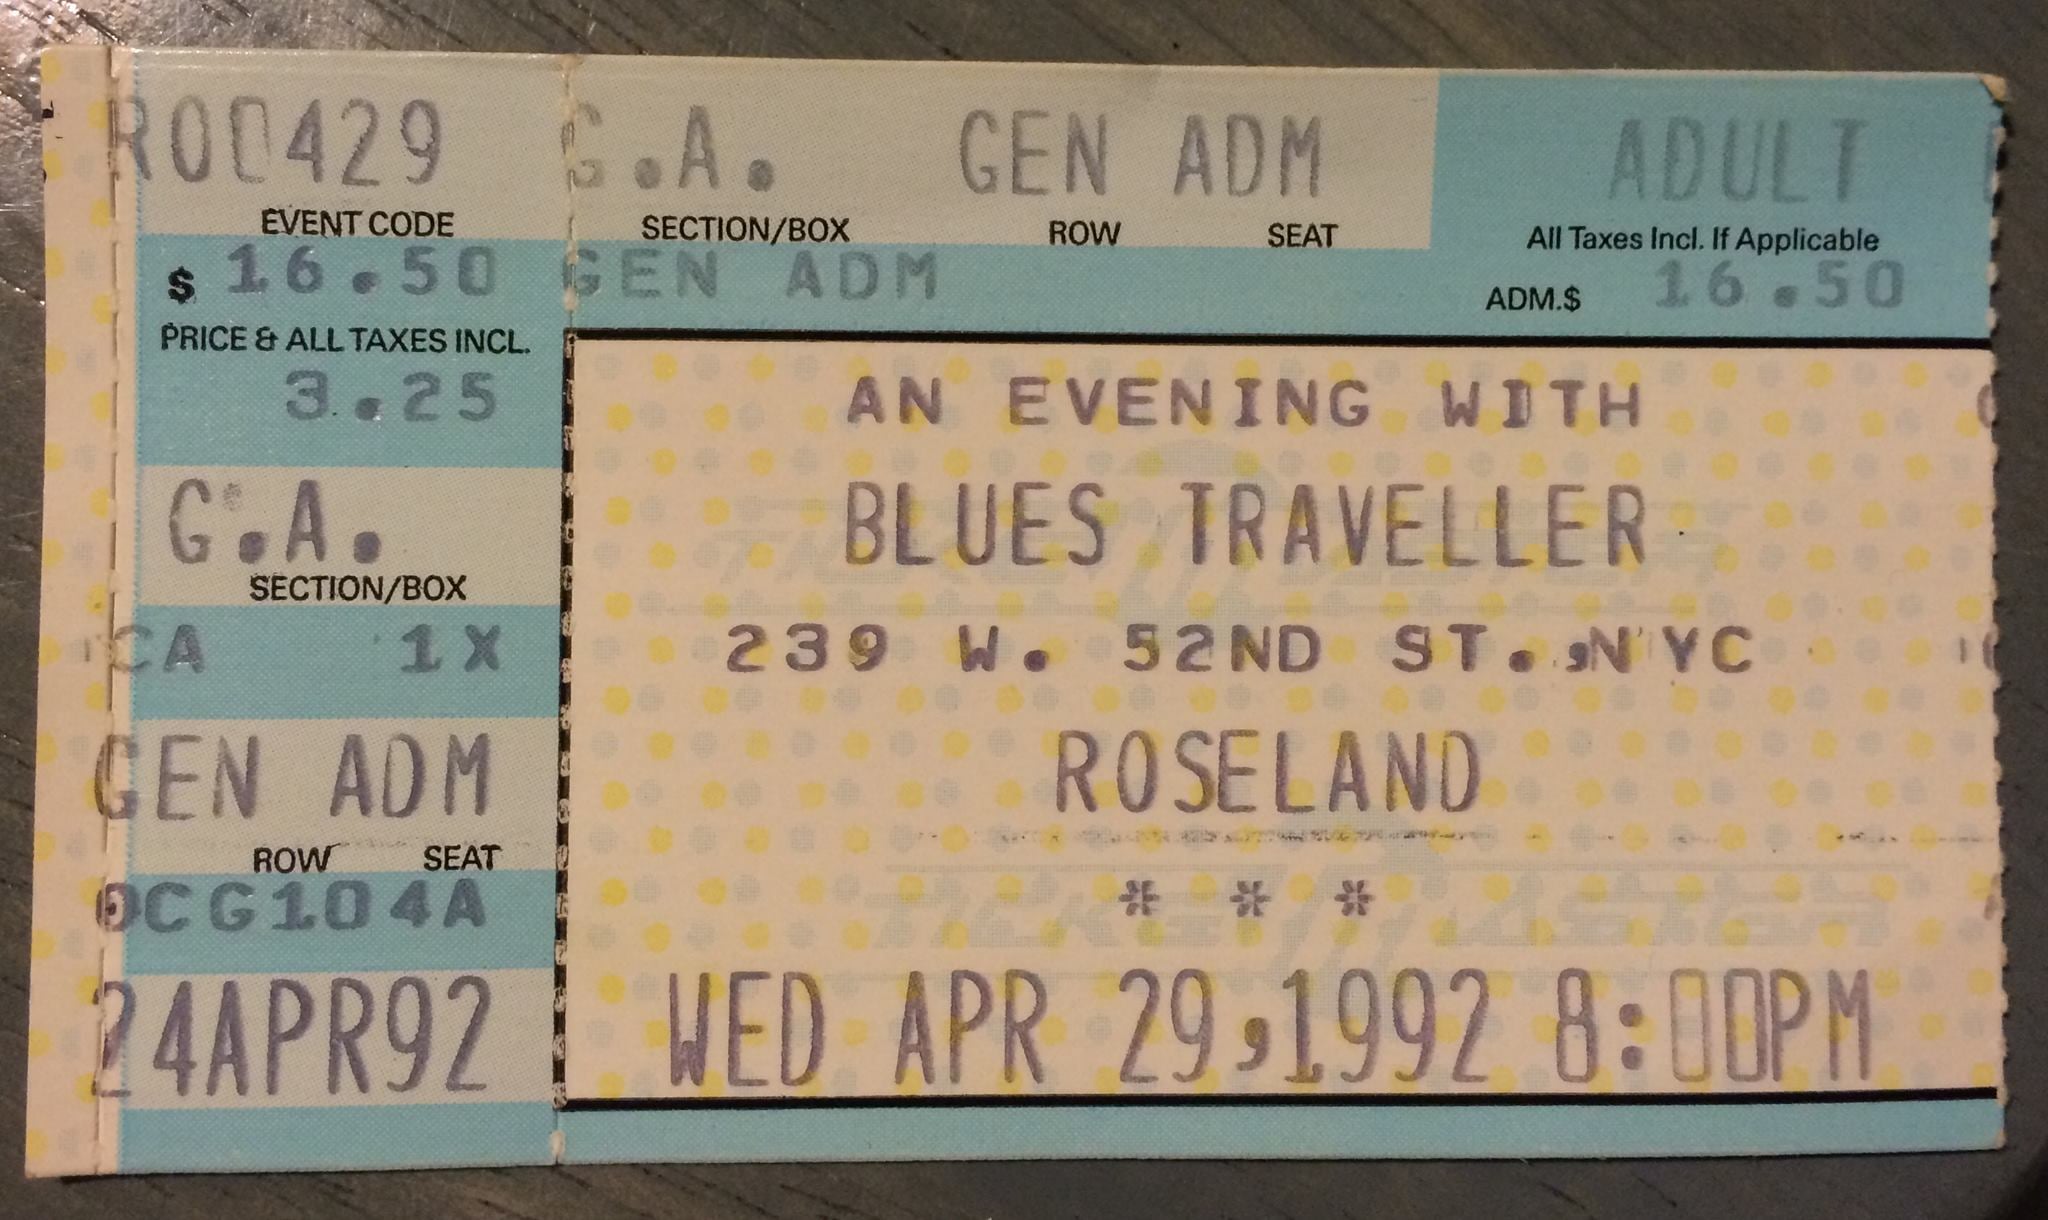 R00429
EVENT CODE
$ 16.50
PRICE & ALL TAXES INCL.
3.25
G.A.
SECTION/BOX
CA 1X
GEN ADM
ROW SEAT
OCG104A
24APR92
G.A. GEN ADM ADULT
SECTION/BOX ROW SEAT All Taxes Incl. If Applicable
GEN ADM ADM.$ 16.50
AN EVENING WITH
BLUES TRAVELLER
239 W. 52ND ST.,NYC
ROSELAND
* * *
TICKETMASTER
WED APR 29,1992 8:00PM